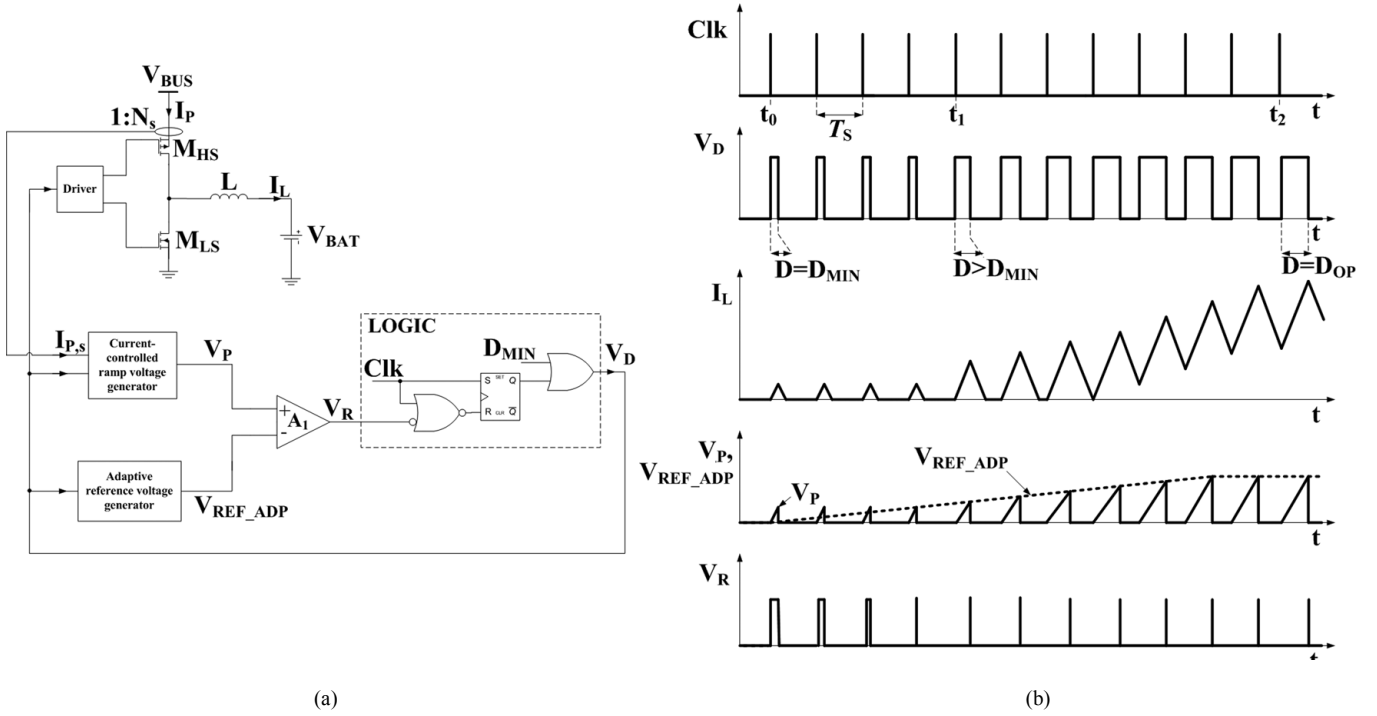 V_BUS
I_P
1:N_s
M_HS
Driver
L
I_L
M_LS
V_BAT
I_P,s
Current-
controlled
ramp voltage
generator
V_P
LOGIC
D_MIN
V_D
Clk
S SET Q
R CLR Q̅
+
A_1
-
V_R
Adaptive
reference voltage
generator
V_REF_ADP
(a)
Clk
t_0
T_S
t_1
t_2
t
V_D
t
D=D_MIN
D>D_MIN
D=D_OP
I_L
t
V_P,
V_REF_ADP
V_P
V_REF_ADP
t
V_R
t
(b)